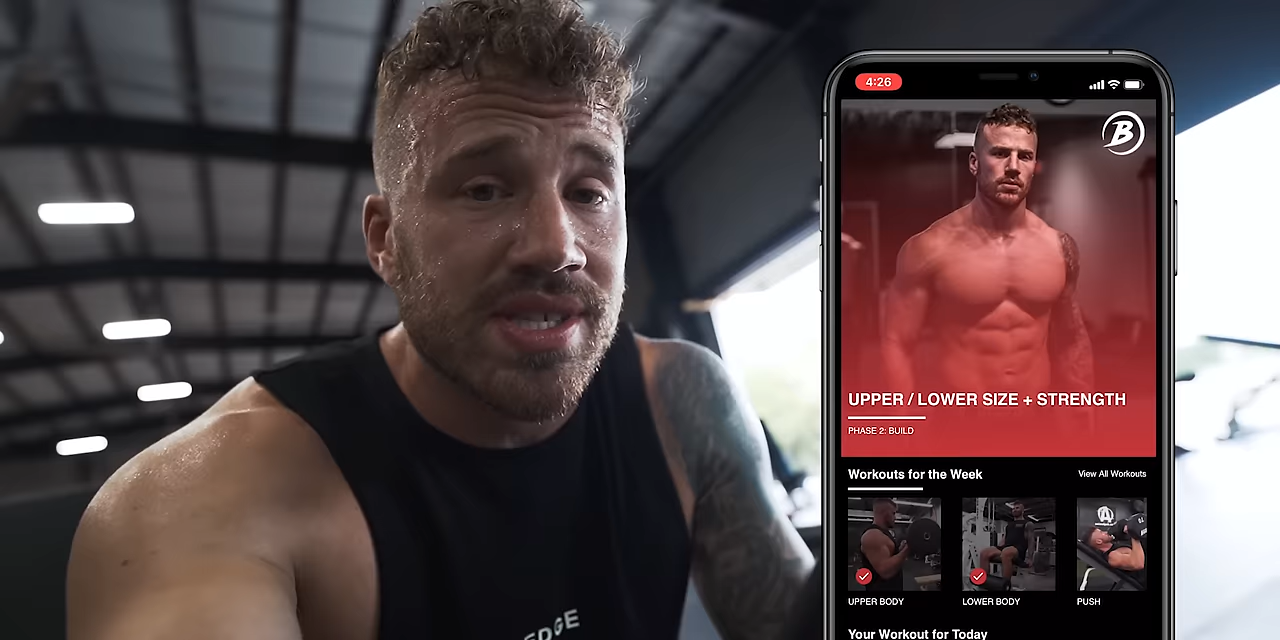 4:26
B
UPPER / LOWER SIZE + STRENGTH
PHASE 2: BUILD
Workouts for the Week
View All Workouts
UPPER BODY
LOWER BODY
PUSH
Your Workout for Today
EDGE